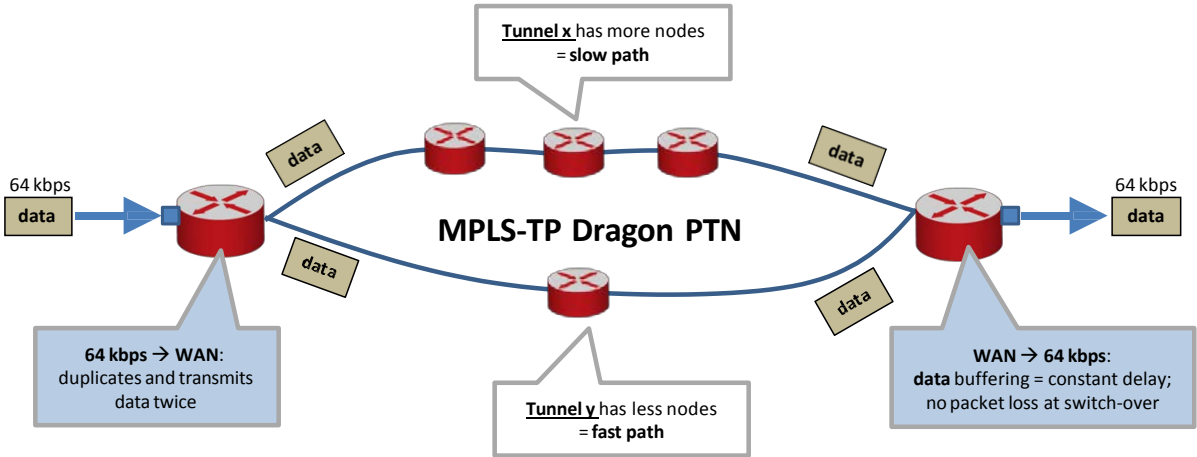 Tunnel x has more nodes
= slow path
data
data
64 kbps
data
64 kbps
data
MPLS-TP Dragon PTN
data
data
64 kbps → WAN:
duplicates and transmits
data twice
Tunnel y has less nodes
= fast path
WAN → 64 kbps:
data buffering = constant delay;
no packet loss at switch-over